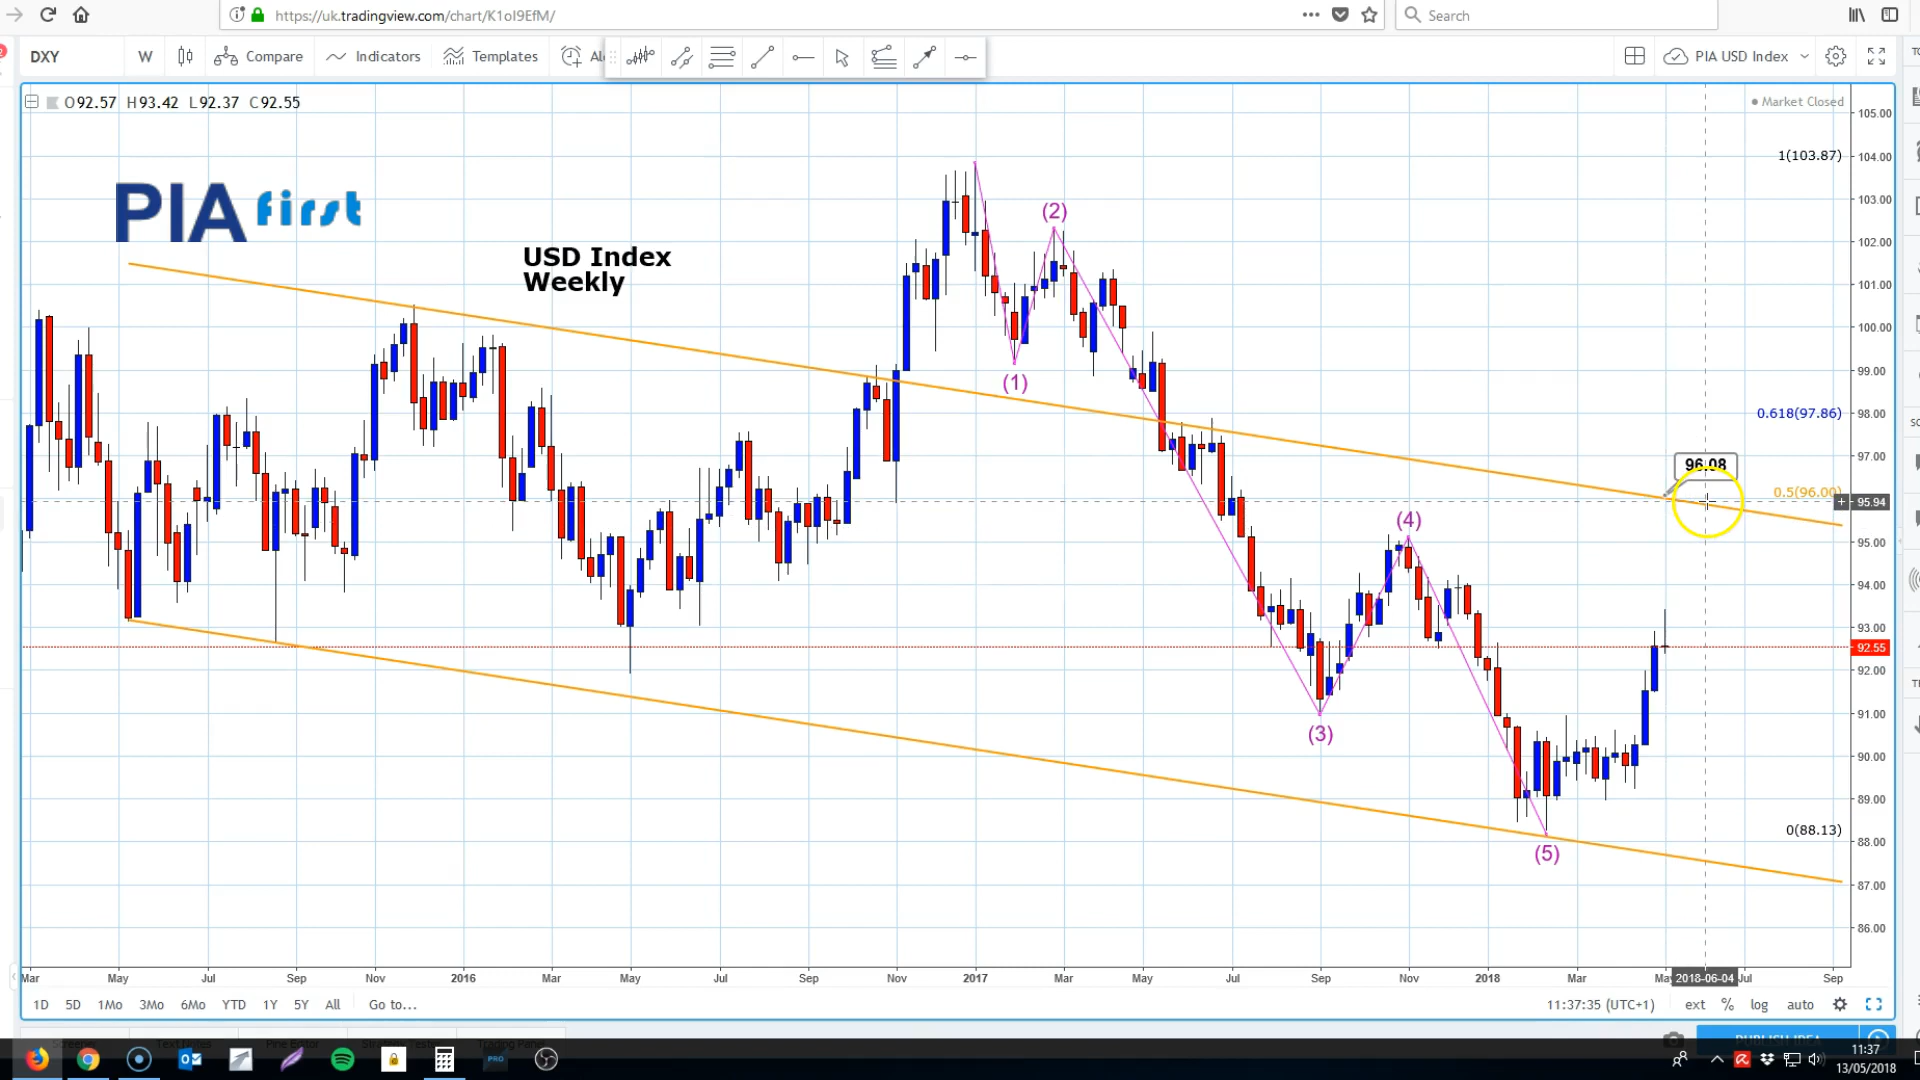 https://uk.tradingview.com/chart/K1oI9EfM/
Search
DXY
W
Compare
Indicators
Templates
PIA USD Index
O92.57 H93.42 L92.37 C92.55
Market Closed
PIA first
USD Index
Weekly
(1)
(2)
(3)
(4)
(5)
1(103.87)
0.618(97.86)
96.08
0.5(96.00)
0(88.13)
105.00
104.00
103.00
102.00
101.00
100.00
99.00
98.00
97.00
95.94
95.00
94.00
93.00
92.55
92.00
91.00
90.00
89.00
88.00
87.00
86.00
Mar May Jul Sep Nov 2016 Mar May Jul Sep Nov 2017 Mar May Jul Sep Nov 2018 Mar 2018-06-04 Jul Sep
1D 5D 1Mo 3Mo 6Mo YTD 1Y 5Y All Go to...
11:37:35 (UTC+1) ext % log auto
PRO
11:37
13/05/2018